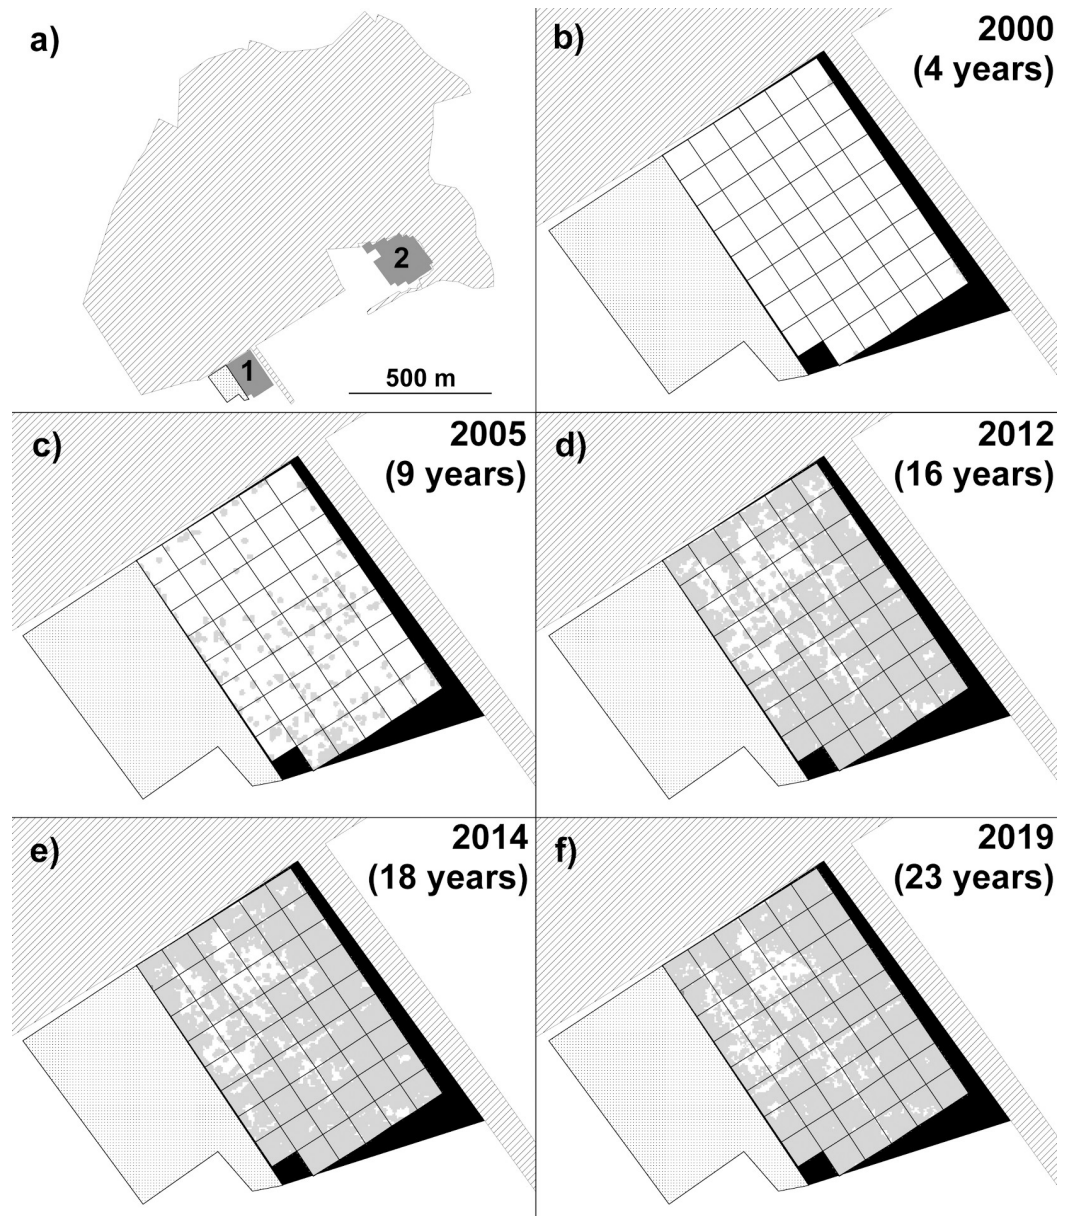 a)
2
1
500 m
b)
2000
(4 years)
c)
2005
(9 years)
d)
2012
(16 years)
e)
2014
(18 years)
f)
2019
(23 years)